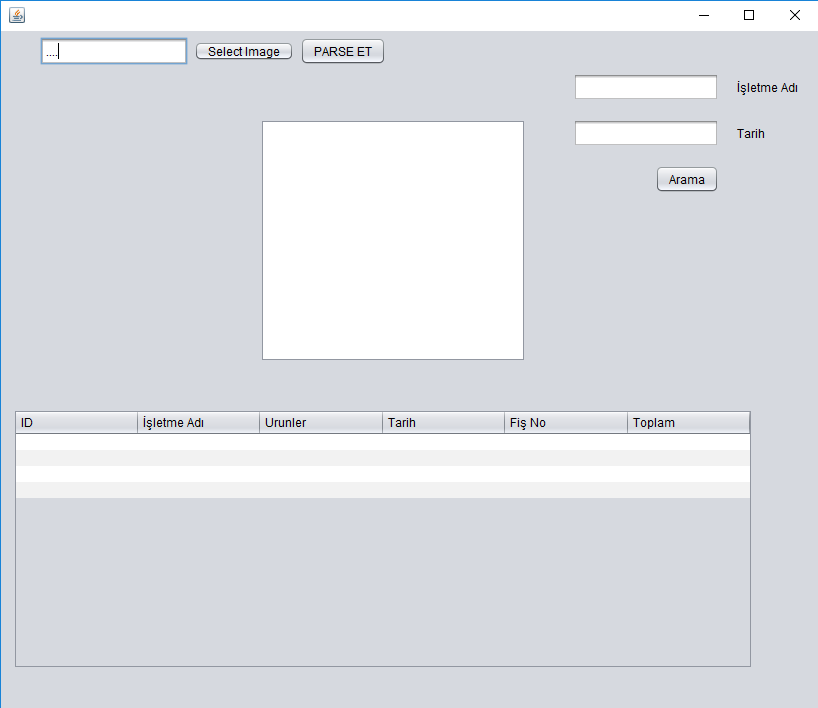 .... Select Image PARSE ET
İşletme Adı
Tarih
Arama
ID İşletme Adı Urunler Tarih Fiş No Toplam